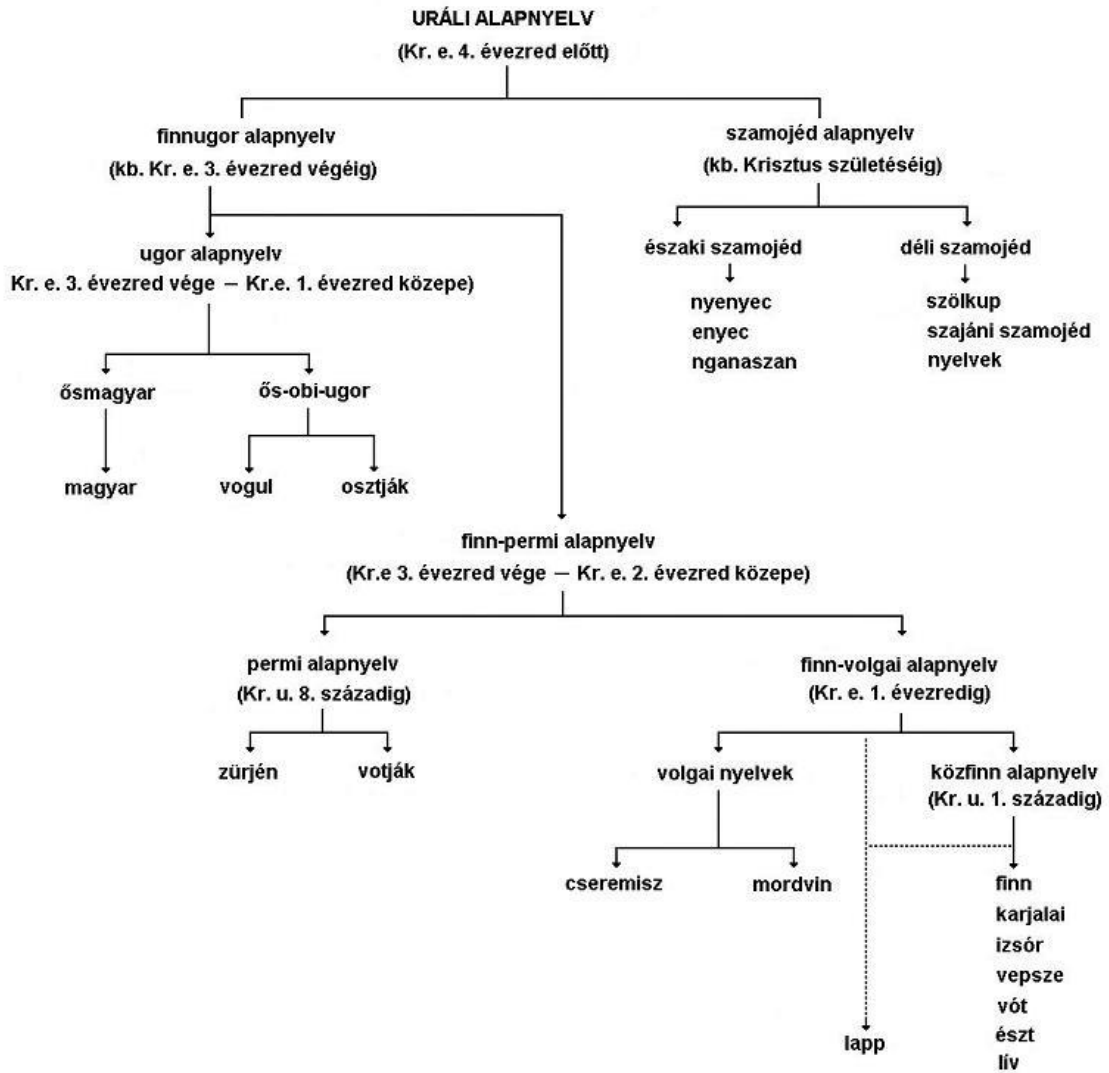 URÁLI ALAPNYELV
(Kr. e. 4. évezred előtt)
finnugor alapnyelv
(kb. Kr. e. 3. évezred végéig)
szamojéd alapnyelv
(kb. Krisztus születéséig)
ugor alapnyelv
Kr. e. 3. évezred vége – Kr.e. 1. évezred közepe)
északi szamojéd
déli szamojéd
nyenyec
enyec
nganaszan
szölkup
szajáni szamojéd
nyelvek
ősmagyar
ős-obi-ugor
magyar
vogul
osztják
finn-permi alapnyelv
(Kr.e 3. évezred vége – Kr. e. 2. évezred közepe)
permi alapnyelv
(Kr. u. 8. századig)
finn-volgai alapnyelv
(Kr. e. 1. évezredig)
zürjén
votják
volgai nyelvek
közfinn alapnyelv
(Kr. u. 1. századig)
cseremisz
mordvin
finn
karjalai
izsór
vepsze
vót
észt
lív
lapp